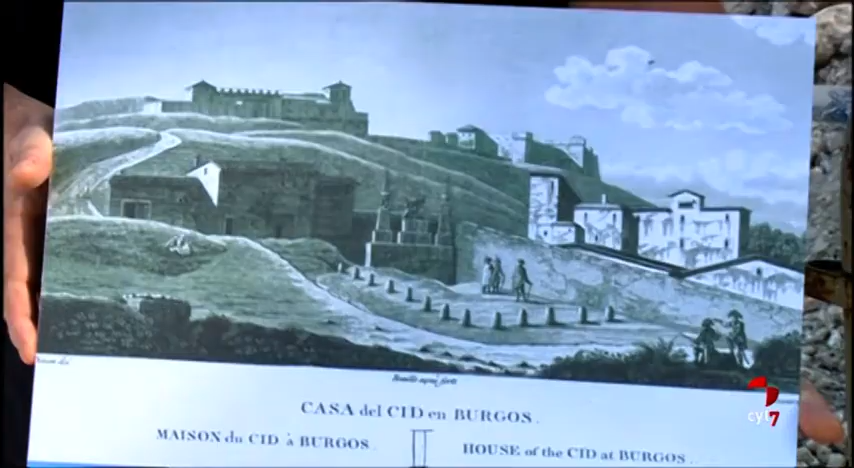 CASA del CID en BURGOS.
MAISON du CID à BURGOS.
HOUSE of the CID at BURGOS.
cyl7